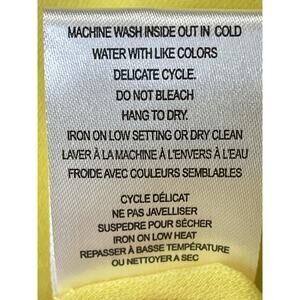 MACHINE WASH INSIDE OUT IN COLD
WATER WITH LIKE COLORS
DELICATE CYCLE.
DO NOT BLEACH
HANG TO DRY.
IRON ON LOW SETTING OR DRY CLEAN
LAVER À LA MACHINE À L'ENVERS À L'EAU
FROIDE AVEC COULEURS SEMBLABLES
CYCLE DÉLICAT
NE PAS JAVELLISER
SUSPEDRE POUR SÉCHER
IRON ON LOW HEAT
REPASSER À BASSE TEMPÉRATURE
OU NETTOYER A SEC